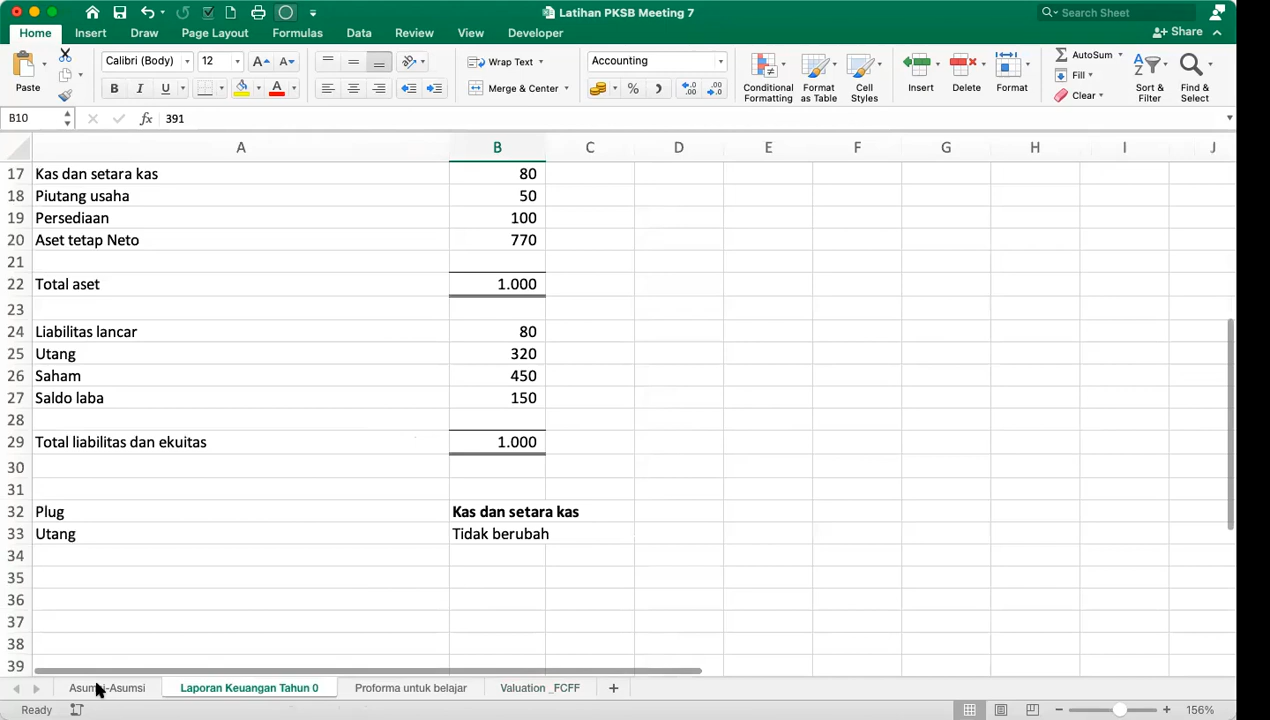 Latihan PKSB Meeting 7
Search Sheet
Home Insert Draw Page Layout Formulas Data Review View Developer
Share
Paste
Calibri (Body) 12
A A
B I U A
Wrap Text
Merge & Center
Accounting
%
Conditional Formatting
Format as Table
Cell Styles
Insert Delete Format
AutoSum
Fill
Clear
Sort & Filter
Find & Select
B10 fx 391
A B C D E F G H I J
17 Kas dan setara kas 80
18 Piutang usaha 50
19 Persediaan 100
20 Aset tetap Neto 770
21
22 Total aset 1.000
23
24 Liabilitas lancar 80
25 Utang 320
26 Saham 450
27 Saldo laba 150
28
29 Total liabilitas dan ekuitas 1.000
30
31
32 Plug Kas dan setara kas
33 Utang Tidak berubah
34
35
36
37
38
39
Asumsi-Asumsi Laporan Keuangan Tahun 0 Proforma untuk belajar Valuation _FCFF
Ready 156%